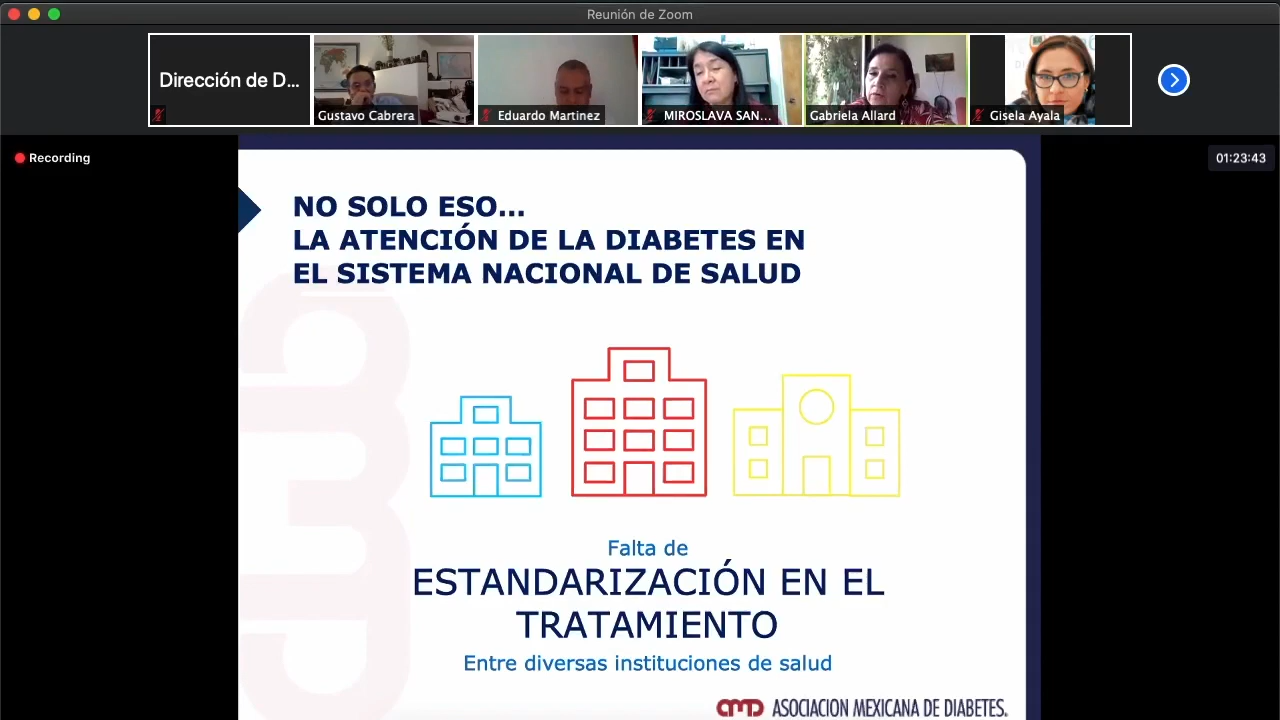 Reunión de Zoom
Dirección de D...
Gustavo Cabrera
Eduardo Martinez
MIROSLAVA SAN...
Gabriela Allard
Gisela Ayala
Recording
01:23:43
NO SOLO ESO...
LA ATENCIÓN DE LA DIABETES EN
EL SISTEMA NACIONAL DE SALUD
Falta de
ESTANDARIZACIÓN EN EL
TRATAMIENTO
Entre diversas instituciones de salud
amd ASOCIACION MEXICANA DE DIABETES.